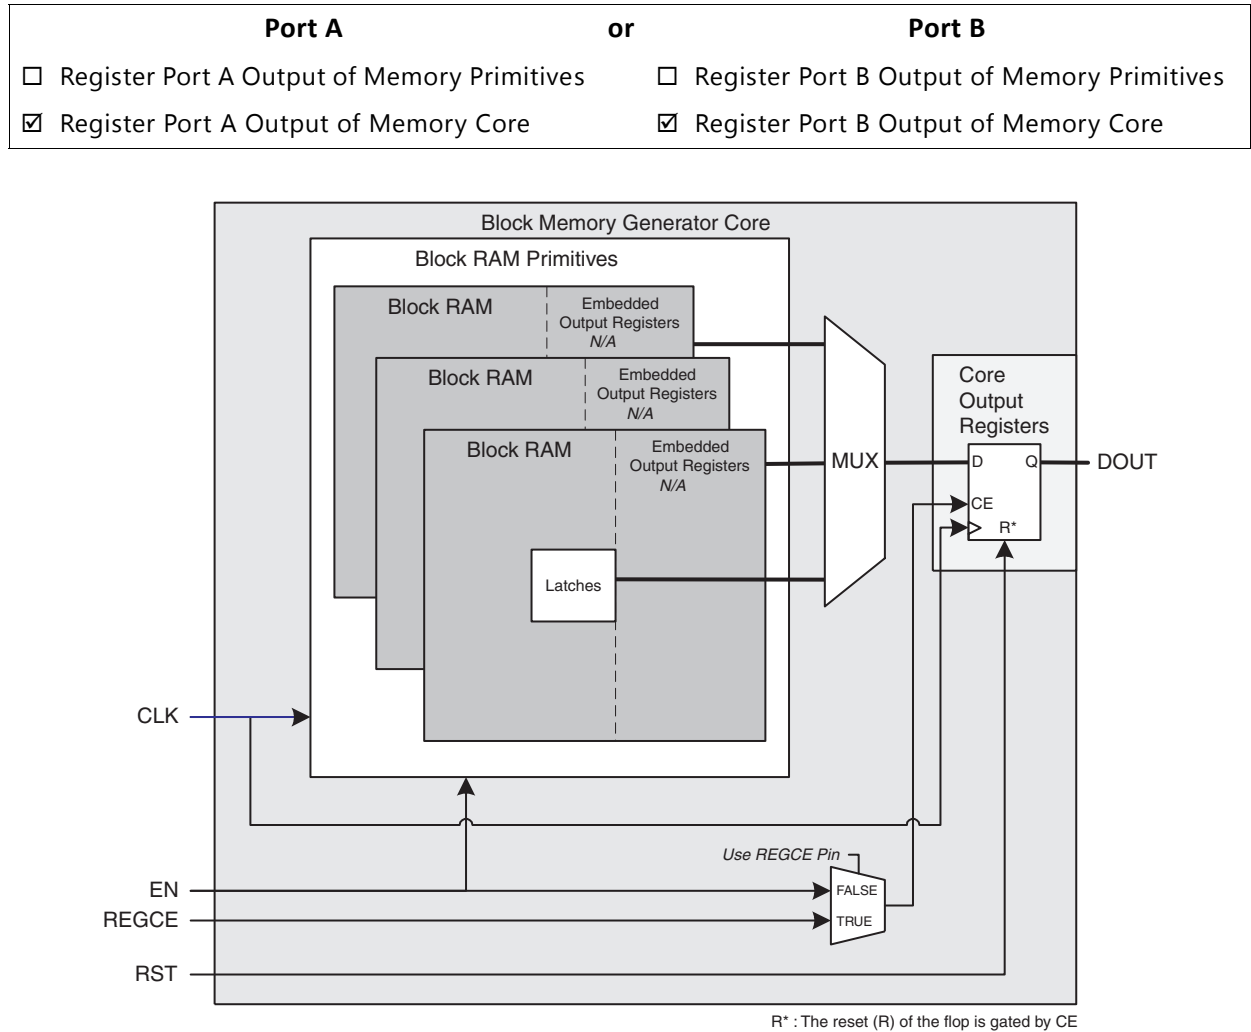 Port A or Port B
☐ Register Port A Output of Memory Primitives ☐ Register Port B Output of Memory Primitives
☑ Register Port A Output of Memory Core ☑ Register Port B Output of Memory Core
Block Memory Generator Core
Block RAM Primitives
Block RAM
Embedded
Output Registers
N/A
Block RAM
Embedded
Output Registers
N/A
Block RAM
Embedded
Output Registers
N/A
Latches
MUX
Core
Output
Registers
D Q
CE
R*
DOUT
CLK
Use REGCE Pin
EN
FALSE
REGCE
TRUE
RST
R* : The reset (R) of the flop is gated by CE